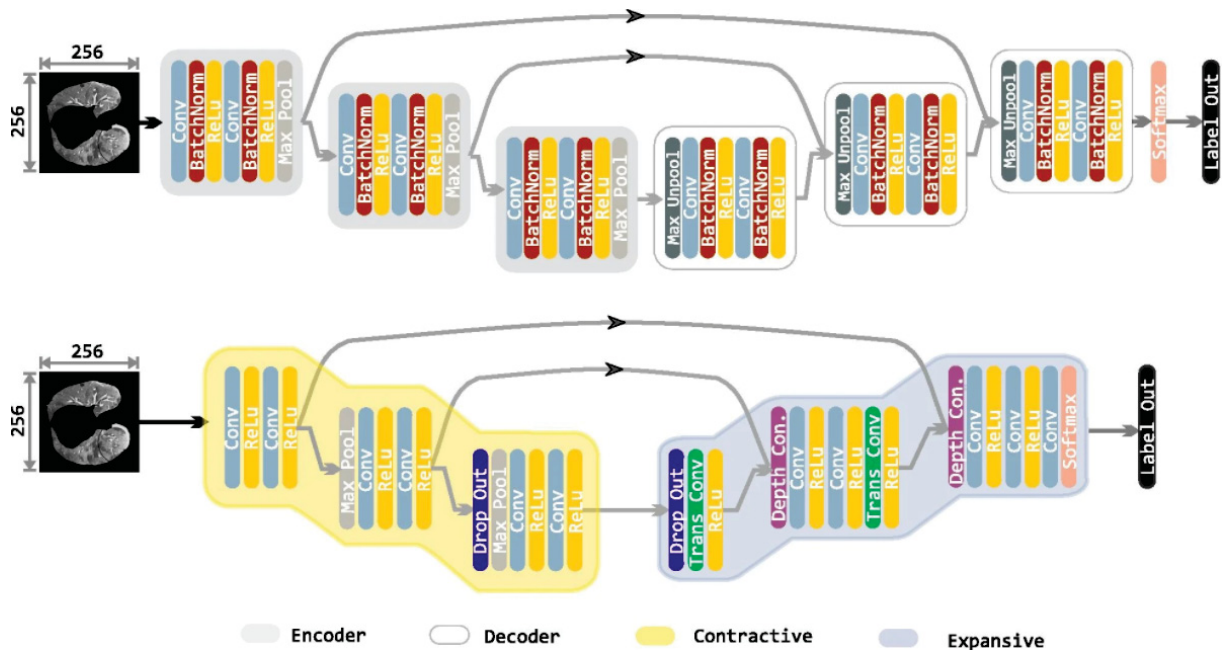 256
256
Conv
BatchNorm
ReLu
Conv
BatchNorm
ReLu
Max Pool
Conv
BatchNorm
ReLu
Conv
BatchNorm
ReLu
Max Pool
Conv
BatchNorm
ReLu
Conv
BatchNorm
ReLu
Max Pool
Max Unpool
Conv
BatchNorm
ReLu
Conv
BatchNorm
ReLu
Max Unpool
Conv
BatchNorm
ReLu
Conv
BatchNorm
ReLu
Max Unpool
Conv
BatchNorm
ReLu
Conv
BatchNorm
ReLu
Softmax
Label Out
256
256
Conv
ReLu
Conv
ReLu
Max Pool
Conv
ReLu
Conv
ReLu
Drop Out
Max Pool
Conv
ReLu
Conv
ReLu
Drop Out
Trans Conv
ReLu
Depth Con.
Conv
ReLu
Conv
ReLu
Trans Conv
ReLu
Depth Con.
Conv
ReLu
Conv
ReLu
Conv
Softmax
Label Out
Encoder
Decoder
Contractive
Expansive